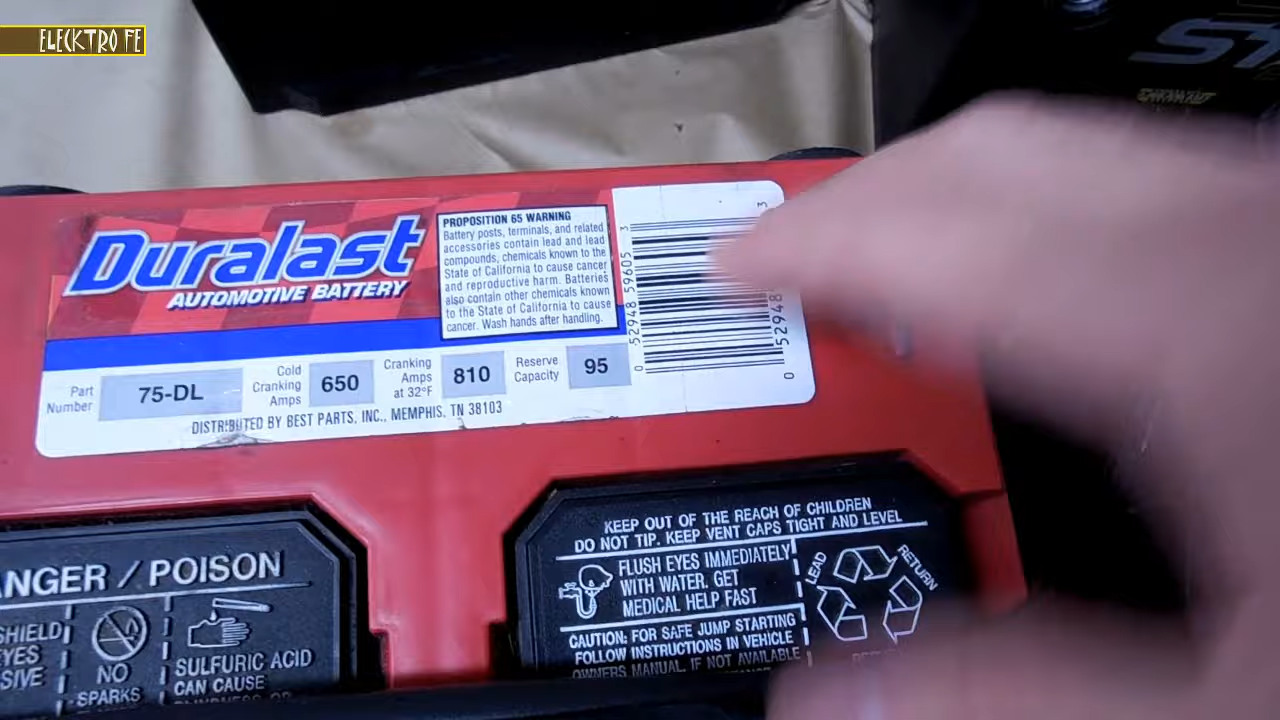 ELECKTRO FE
Duralast
AUTOMOTIVE BATTERY
PROPOSITION 65 WARNING
Battery posts, terminals, and related
accessories contain lead and lead
compounds, chemicals known to the
State of California to cause cancer
and reproductive harm. Batteries
also contain other chemicals known
to the State of California to cause
cancer. Wash hands after handling.
0 52948 59605 3
0 52948 3
Part Number 75-DL
Cold Cranking Amps 650
Cranking Amps at 32°F 810
Reserve Capacity 95
DISTRIBUTED BY BEST PARTS, INC., MEMPHIS, TN 38103
ANGER / POISON
SHIELD
YES
SIVE
NO
SPARKS
SULFURIC ACID
CAN CAUSE
KEEP OUT OF THE REACH OF CHILDREN
DO NOT TIP. KEEP VENT CAPS TIGHT AND LEVEL
FLUSH EYES IMMEDIATELY
WITH WATER. GET
MEDICAL HELP FAST
CAUTION: FOR SAFE JUMP STARTING
FOLLOW INSTRUCTIONS IN VEHICLE
OWNERS MANUAL. IF NOT AVAILABLE
LEAD
RETURN